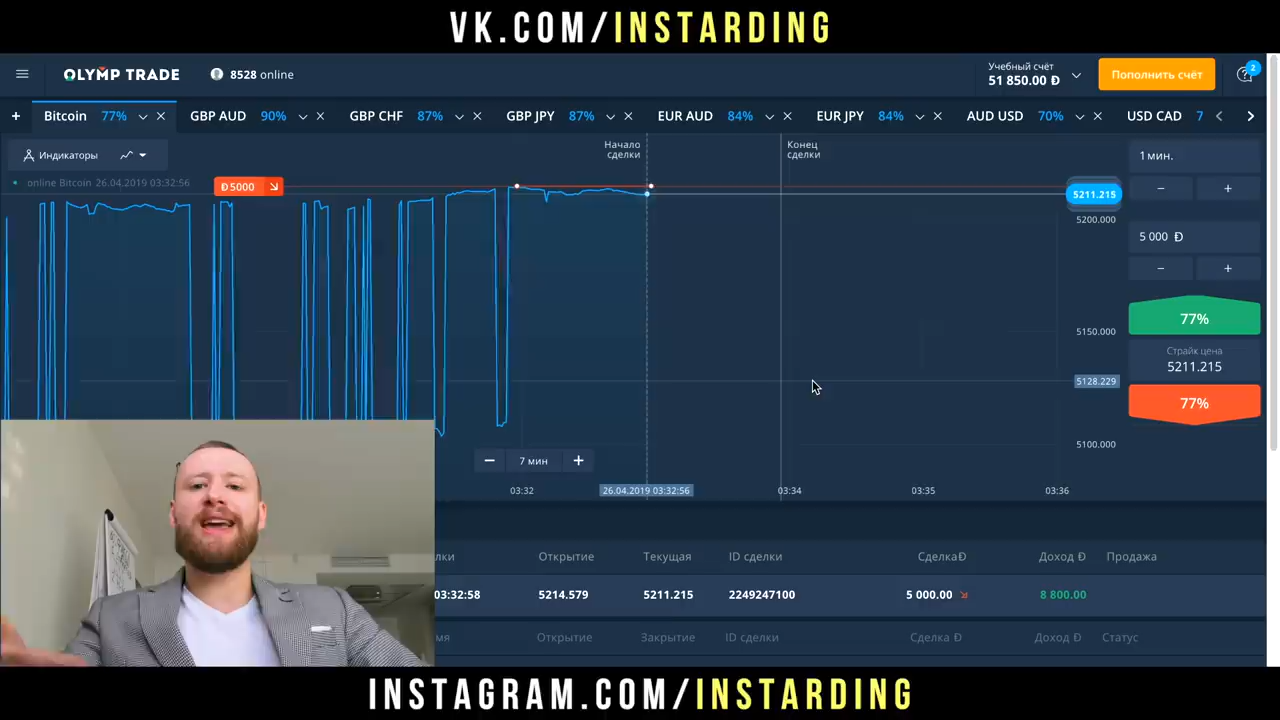 VK.COM/INSTARDING
OLYMP TRADE
8528 online
Учебный счёт
51 850.00 Đ
Пополнить счёт
2
+ Bitcoin 77% × GBP AUD 90% × GBP CHF 87% × GBP JPY 87% × EUR AUD 84% × EUR JPY 84% × AUD USD 70% × USD CAD 7
Индикаторы
online Bitcoin 26.04.2019 03:32:56
Đ5000
Начало
сделки
Конец
сделки
5211.215
5200.000
5150.000
5128.229
5100.000
1 мин.
− +
5 000 Đ
− +
77%
Страйк цена
5211.215
77%
− 7 мин +
03:32 26.04.2019 03:32:56 03:34 03:35 03:36
лки Открытие Текущая ID сделки Сделка Đ Доход Đ Продажа
03:32:58 5214.579 5211.215 2249247100 5 000.00 8 800.00
мя Открытие Закрытие ID сделки Сделка Đ Доход Đ Статус
INSTAGRAM.COM/INSTARDING